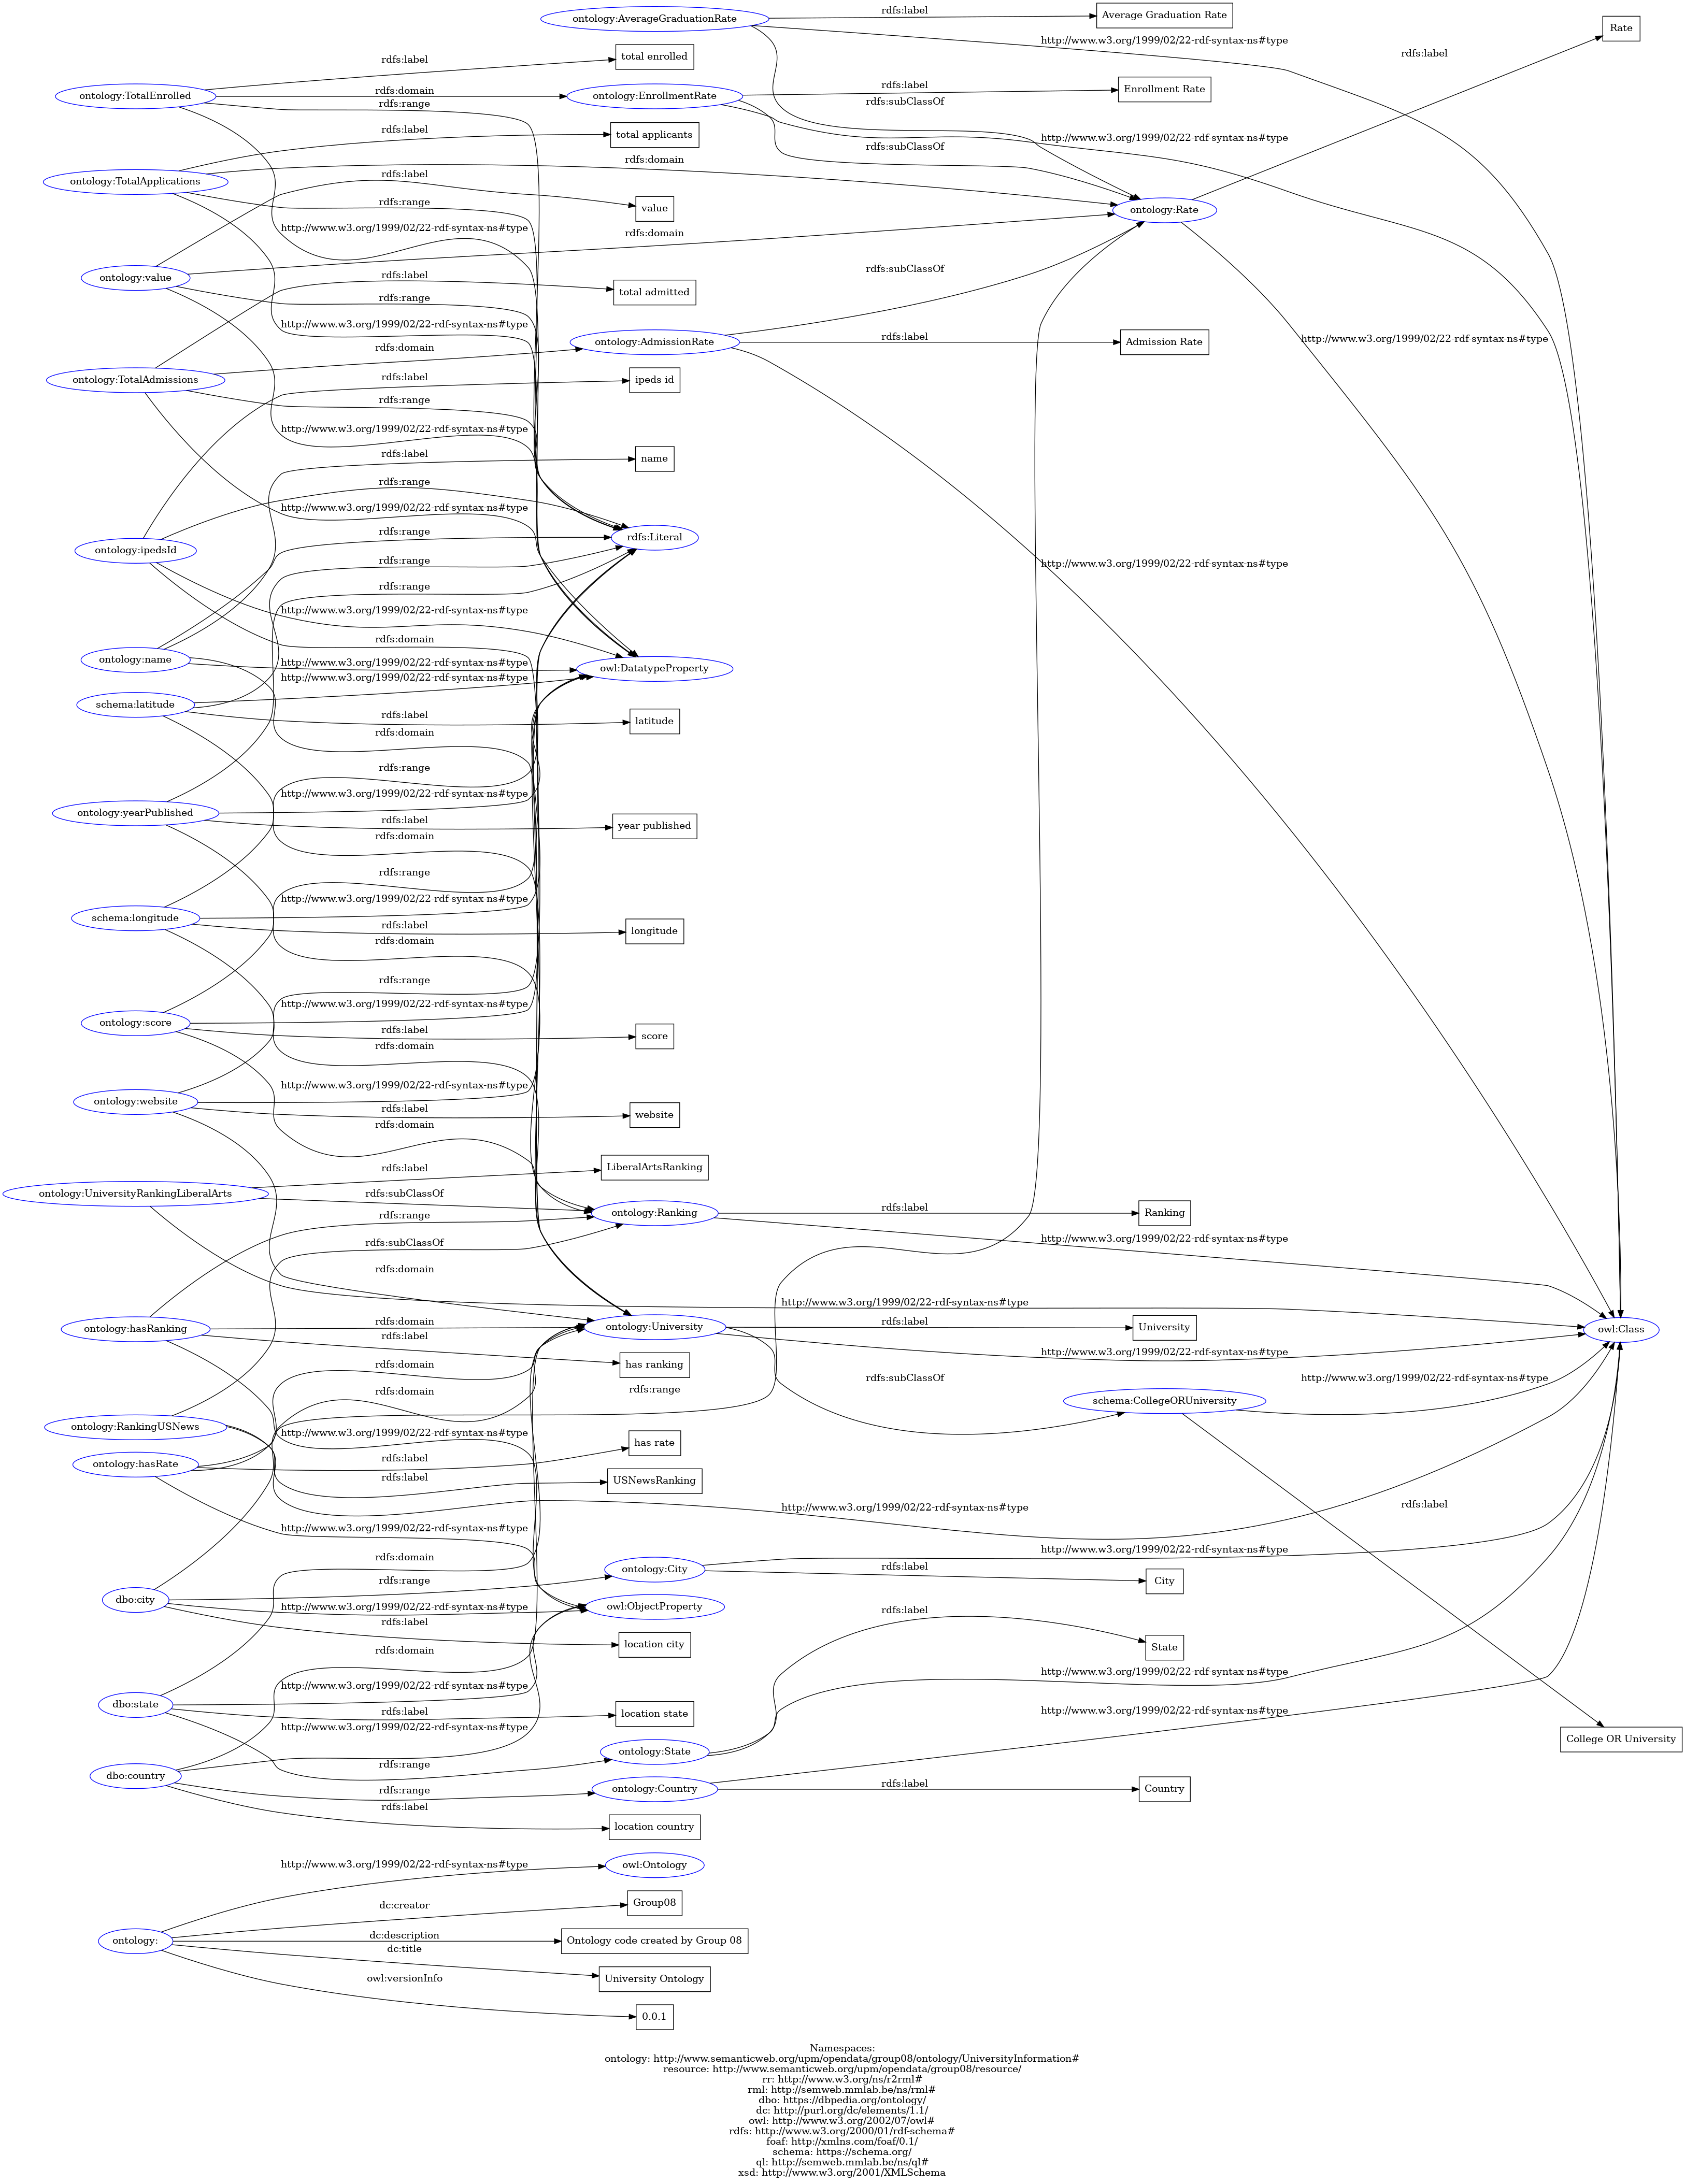 ontology:AverageGraduationRate
rdfs:label
Average Graduation Rate
Rate
http://www.w3.org/1999/02/22-rdf-syntax-ns#type
rdfs:label
total enrolled
rdfs:label
ontology:TotalEnrolled
rdfs:domain
rdfs:range
ontology:EnrollmentRate
rdfs:label
Enrollment Rate
rdfs:subClassOf
total applicants
rdfs:label
http://www.w3.org/1999/02/22-rdf-syntax-ns#type
rdfs:subClassOf
rdfs:domain
ontology:TotalApplications
rdfs:label
rdfs:range
value
ontology:Rate
http://www.w3.org/1999/02/22-rdf-syntax-ns#type
rdfs:domain
ontology:value
rdfs:label
rdfs:subClassOf
total admitted
rdfs:range
http://www.w3.org/1999/02/22-rdf-syntax-ns#type
http://www.w3.org/1999/02/22-rdf-syntax-ns#type
rdfs:domain
ontology:AdmissionRate
rdfs:label
Admission Rate
ontology:TotalAdmissions
rdfs:label
ipeds id
rdfs:range
http://www.w3.org/1999/02/22-rdf-syntax-ns#type
rdfs:label
name
rdfs:range
http://www.w3.org/1999/02/22-rdf-syntax-ns#type
rdfs:range
rdfs:Literal
ontology:ipedsId
rdfs:range
http://www.w3.org/1999/02/22-rdf-syntax-ns#type
rdfs:range
http://www.w3.org/1999/02/22-rdf-syntax-ns#type
rdfs:domain
ontology:name
http://www.w3.org/1999/02/22-rdf-syntax-ns#type
owl:DatatypeProperty
http://www.w3.org/1999/02/22-rdf-syntax-ns#type
schema:latitude
rdfs:label
latitude
rdfs:domain
rdfs:range
http://www.w3.org/1999/02/22-rdf-syntax-ns#type
ontology:yearPublished
rdfs:label
year published
rdfs:domain
rdfs:range
http://www.w3.org/1999/02/22-rdf-syntax-ns#type
schema:longitude
rdfs:label
longitude
rdfs:domain
rdfs:range
http://www.w3.org/1999/02/22-rdf-syntax-ns#type
ontology:score
rdfs:label
score
rdfs:domain
http://www.w3.org/1999/02/22-rdf-syntax-ns#type
ontology:website
rdfs:label
website
rdfs:domain
rdfs:label
LiberalArtsRanking
ontology:UniversityRankingLiberalArts
rdfs:subClassOf
rdfs:range
ontology:Ranking
rdfs:label
Ranking
rdfs:subClassOf
http://www.w3.org/1999/02/22-rdf-syntax-ns#type
rdfs:domain
http://www.w3.org/1999/02/22-rdf-syntax-ns#type
ontology:hasRanking
rdfs:domain
ontology:University
rdfs:label
University
owl:Class
rdfs:label
has ranking
http://www.w3.org/1999/02/22-rdf-syntax-ns#type
rdfs:domain
rdfs:subClassOf
http://www.w3.org/1999/02/22-rdf-syntax-ns#type
rdfs:domain
rdfs:range
schema:CollegeORUniversity
ontology:RankingUSNews
http://www.w3.org/1999/02/22-rdf-syntax-ns#type
has rate
ontology:hasRate
rdfs:label
rdfs:label
USNewsRanking
http://www.w3.org/1999/02/22-rdf-syntax-ns#type
rdfs:label
http://www.w3.org/1999/02/22-rdf-syntax-ns#type
rdfs:domain
http://www.w3.org/1999/02/22-rdf-syntax-ns#type
ontology:City
rdfs:label
City
rdfs:range
dbo:city
http://www.w3.org/1999/02/22-rdf-syntax-ns#type
owl:ObjectProperty
rdfs:label
rdfs:label
location city
State
rdfs:domain
http://www.w3.org/1999/02/22-rdf-syntax-ns#type
http://www.w3.org/1999/02/22-rdf-syntax-ns#type
dbo:state
rdfs:label
location state
http://www.w3.org/1999/02/22-rdf-syntax-ns#type
http://www.w3.org/1999/02/22-rdf-syntax-ns#type
College OR University
ontology:State
rdfs:range
dbo:country
rdfs:range
ontology:Country
rdfs:label
Country
rdfs:label
location country
http://www.w3.org/1999/02/22-rdf-syntax-ns#type
owl:Ontology
dc:creator
Group08
ontology:
dc:description
Ontology code created by Group 08
dc:title
University Ontology
owl:versionInfo
0.0.1
Namespaces:
ontology: http://www.semanticweb.org/upm/opendata/group08/ontology/UniversityInformation#
resource: http://www.semanticweb.org/upm/opendata/group08/resource/
rr: http://www.w3.org/ns/r2rml#
rml: http://semweb.mmlab.be/ns/rml#
dbo: https://dbpedia.org/ontology/
dc: http://purl.org/dc/elements/1.1/
owl: http://www.w3.org/2002/07/owl#
rdfs: http://www.w3.org/2000/01/rdf-schema#
foaf: http://xmlns.com/foaf/0.1/
schema: https://schema.org/
ql: http://semweb.mmlab.be/ns/ql#
xsd: http://www.w3.org/2001/XMLSchema